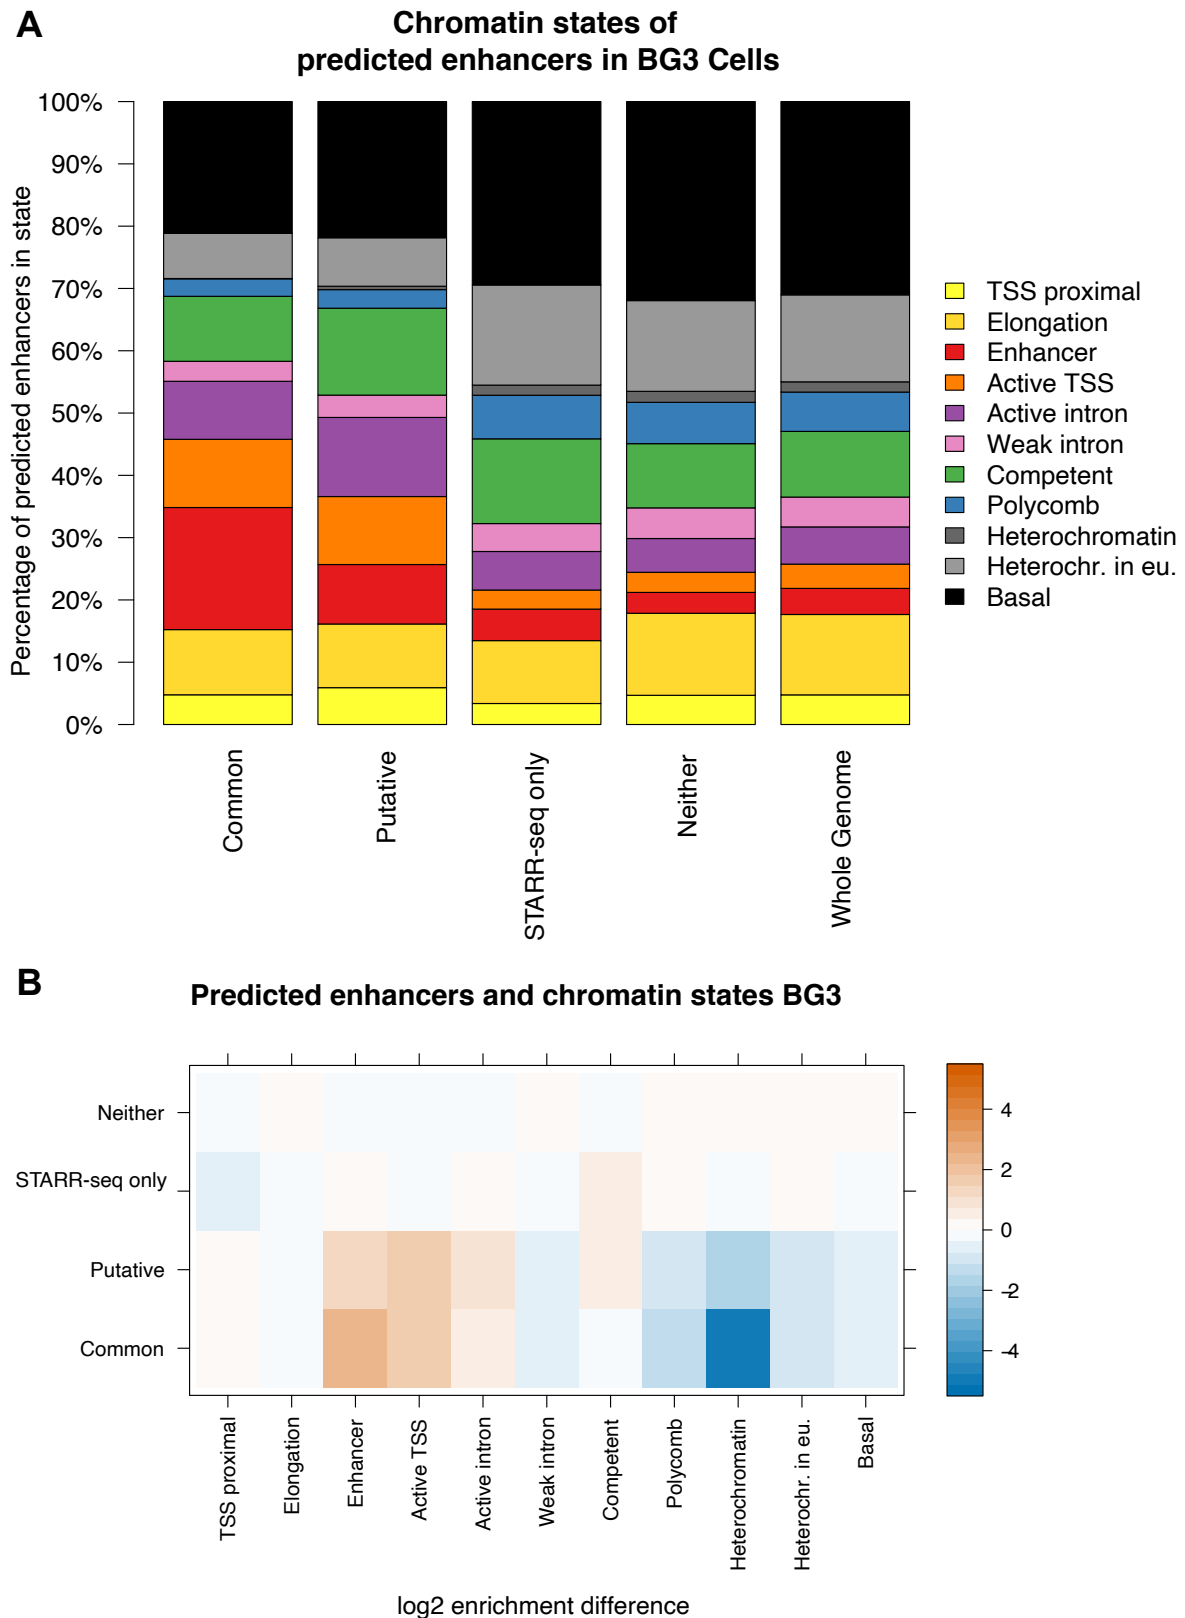 A
Chromatin states of
predicted enhancers in BG3 Cells
Percentage of predicted enhancers in state
100%
90%
80%
70%
60%
50%
40%
30%
20%
10%
0%
Common
Putative
STARR-seq only
Neither
Whole Genome
TSS proximal
Elongation
Enhancer
Active TSS
Active intron
Weak intron
Competent
Polycomb
Heterochromatin
Heterochr. in eu.
Basal
B
Predicted enhancers and chromatin states BG3
Neither
STARR-seq only
Putative
Common
4
2
0
-2
-4
TSS proximal
Elongation
Enhancer
Active TSS
Active intron
Weak intron
Competent
Polycomb
Heterochromatin
Heterochr. in eu.
Basal
log2 enrichment difference